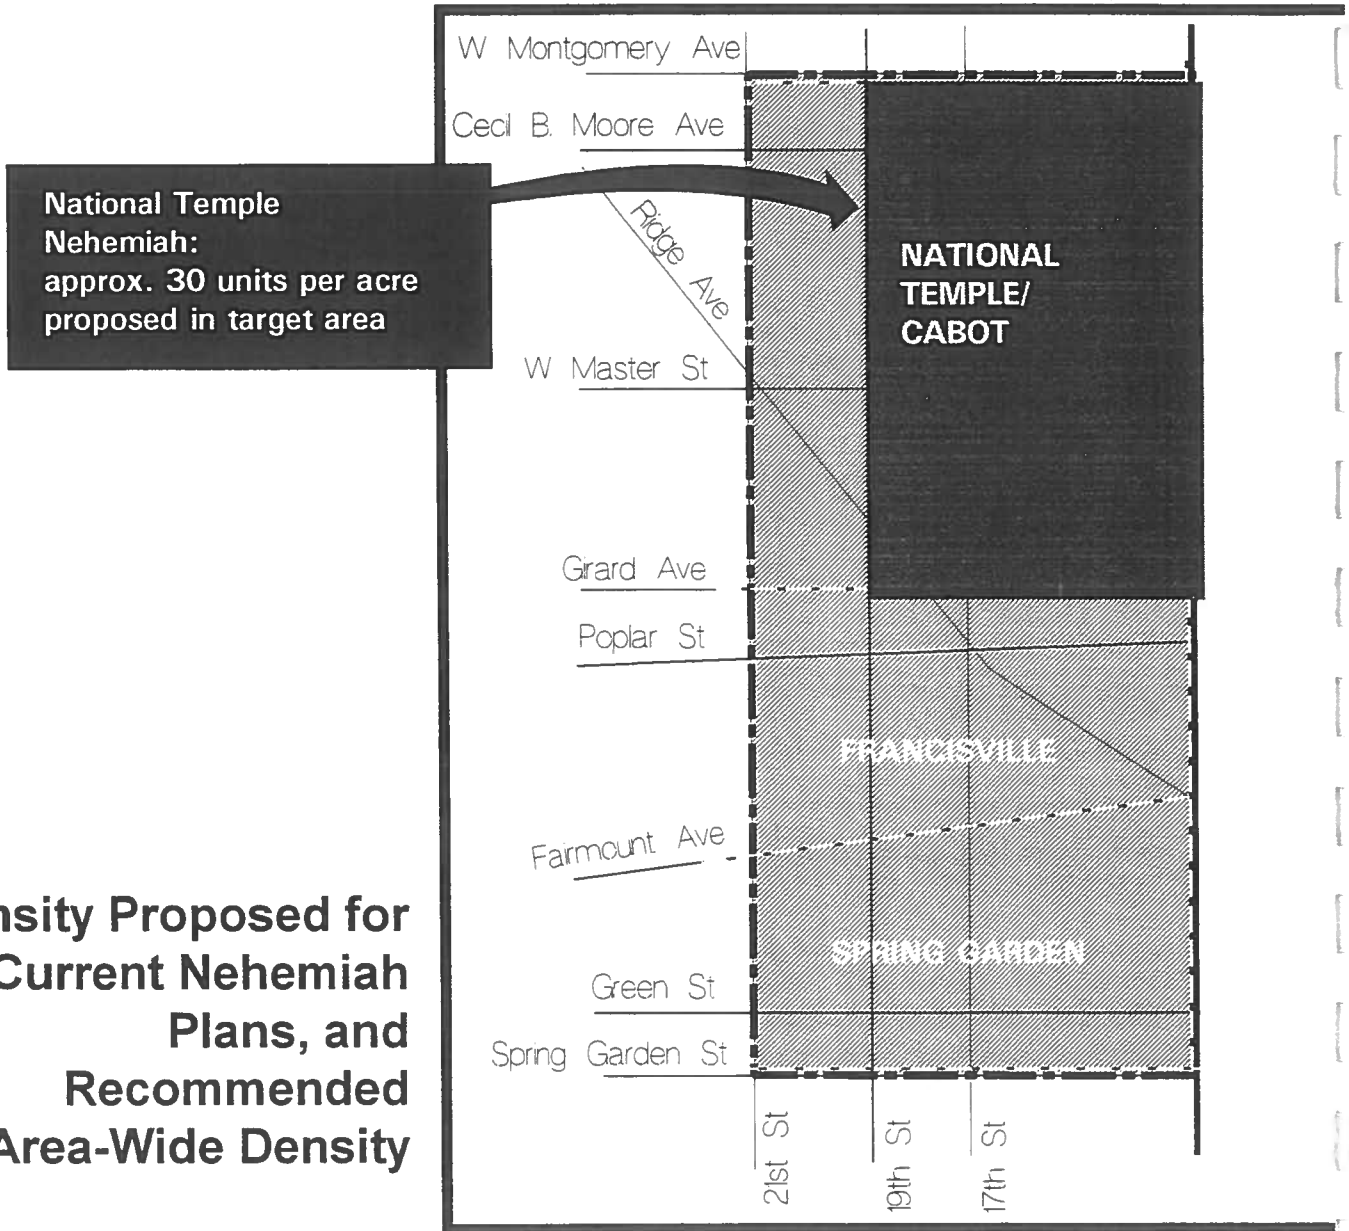 W Montgomery Ave
Cecil B. Moore Ave
National Temple
Nehemiah:
approx. 30 units per acre
proposed in target area
Ridge Ave
NATIONAL
TEMPLE/
CABOT
W Master St
Girard Ave
Poplar St
FRANCISVILLE
Fairmount Ave
nsity Proposed for
Current Nehemiah
Plans, and
Recommended
Area-Wide Density
SPRING GARDEN
Green St
Spring Garden St
21st St
19th St
17th St